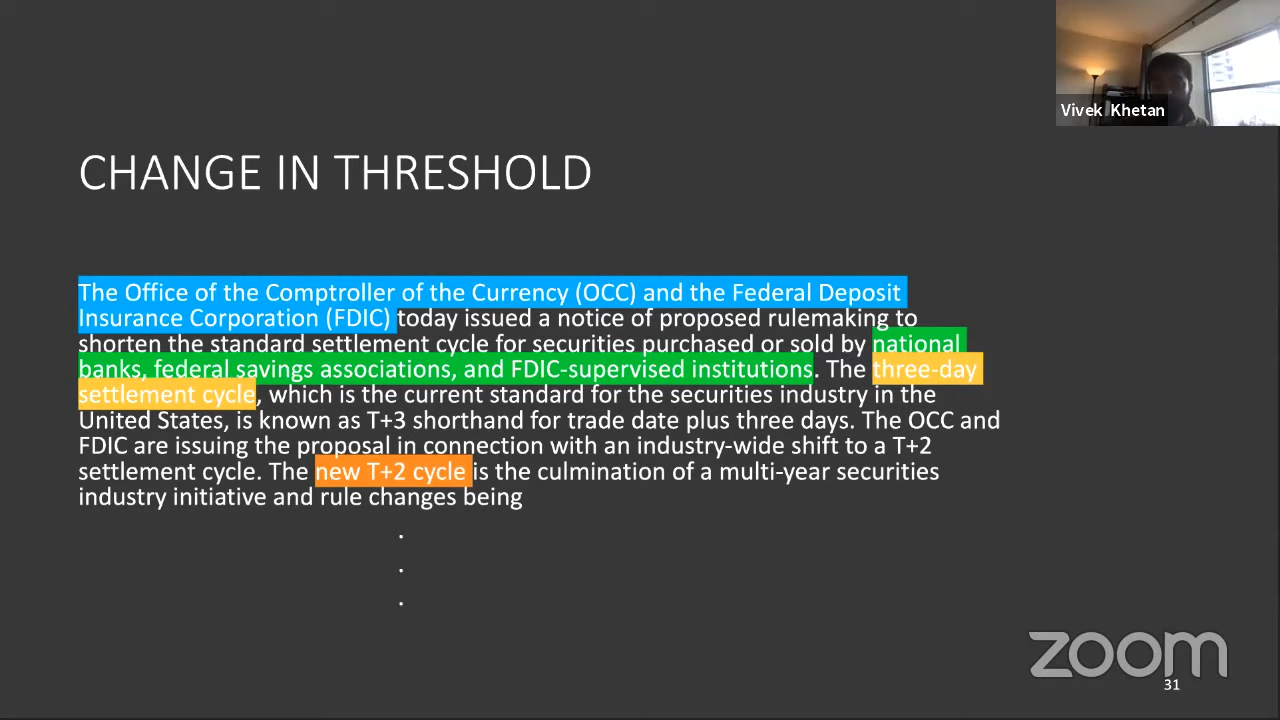 Vivek Khetan
CHANGE IN THRESHOLD
The Office of the Comptroller of the Currency (OCC) and the Federal Deposit
Insurance Corporation (FDIC) today issued a notice of proposed rulemaking to
shorten the standard settlement cycle for securities purchased or sold by national
banks, federal savings associations, and FDIC-supervised institutions. The three-day
settlement cycle, which is the current standard for the securities industry in the
United States, is known as T+3 shorthand for trade date plus three days. The OCC and
FDIC are issuing the proposal in connection with an industry-wide shift to a T+2
settlement cycle. The new T+2 cycle is the culmination of a multi-year securities
industry initiative and rule changes being
.
.
.
zoom
31